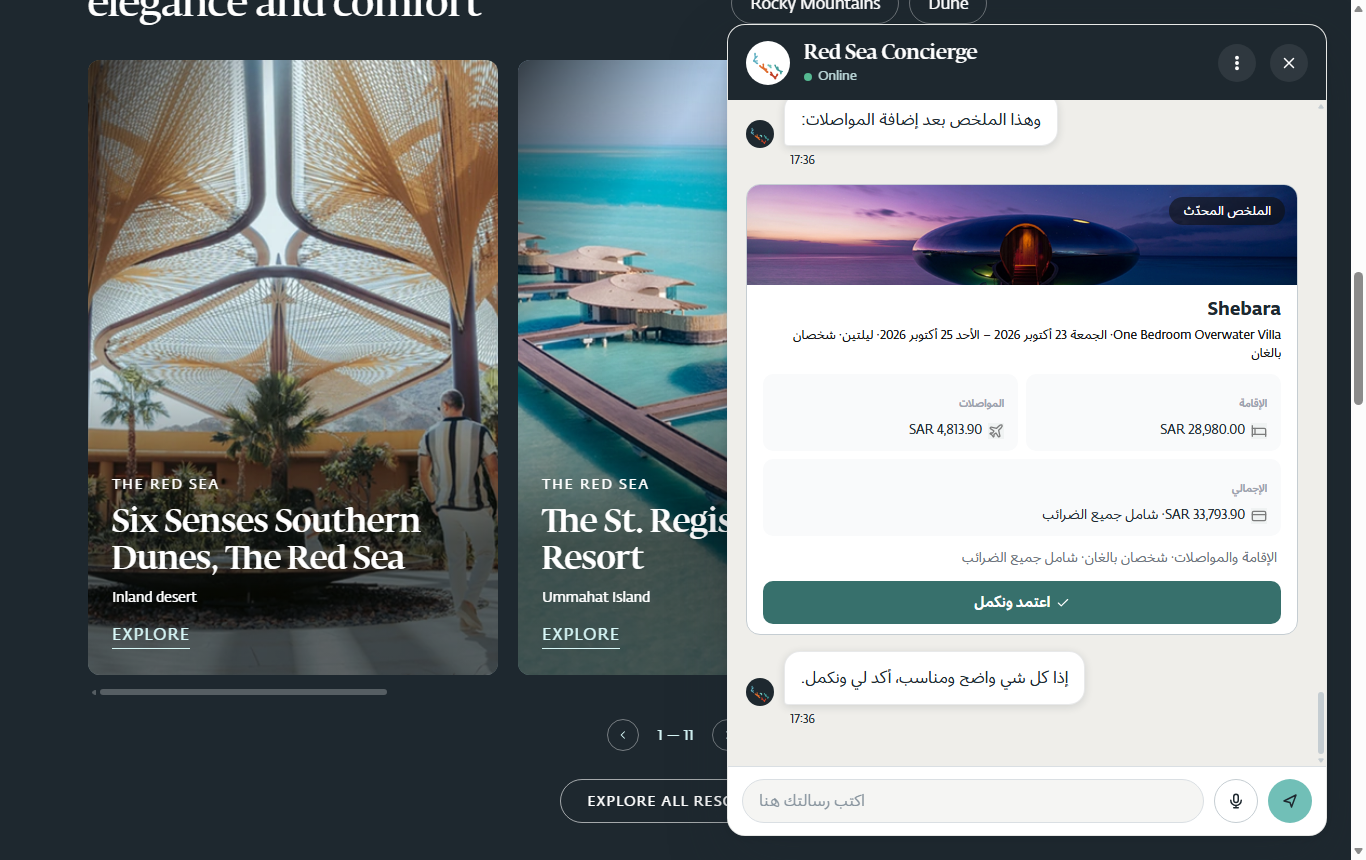 elegance and comfort
Rocky Mountains
Dune
THE RED SEA
Six Senses Southern
Dunes, The Red Sea
Inland desert
EXPLORE
THE RED SEA
The St. Regis
Resort
Ummahat Island
EXPLORE
1 — 11
EXPLORE ALL RESO
Red Sea Concierge
Online
وهذا الملخص بعد إضافة المواصلات:
17:36
الملخص المحدّث
Shebara
One Bedroom Overwater Villa· الجمعة 23 أكتوبر 2026 – الأحد 25 أكتوبر 2026· ليلتين· شخصان
بالغان
الإقامة
SAR 28,980.00
المواصلات
SAR 4,813.90
الإجمالي
SAR 33,793.90· شامل جميع الضرائب
الإقامة والمواصلات· شخصان بالغان· شامل جميع الضرائب
اعتمد ونكمل
إذا كل شي واضح ومناسب، أكد لي ونكمل.
17:36
اكتب رسالتك هنا